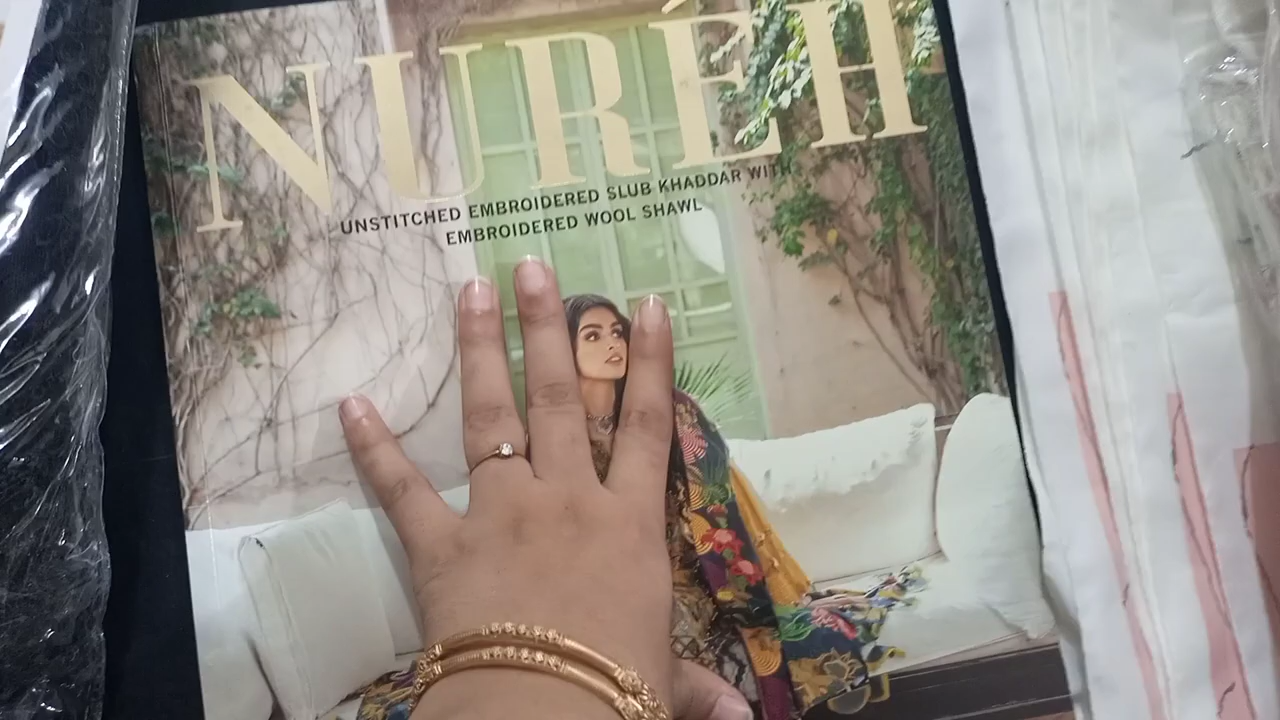 NURÉH
UNSTITCHED EMBROIDERED SLUB KHADDAR WITH
EMBROIDERED WOOL SHAWL